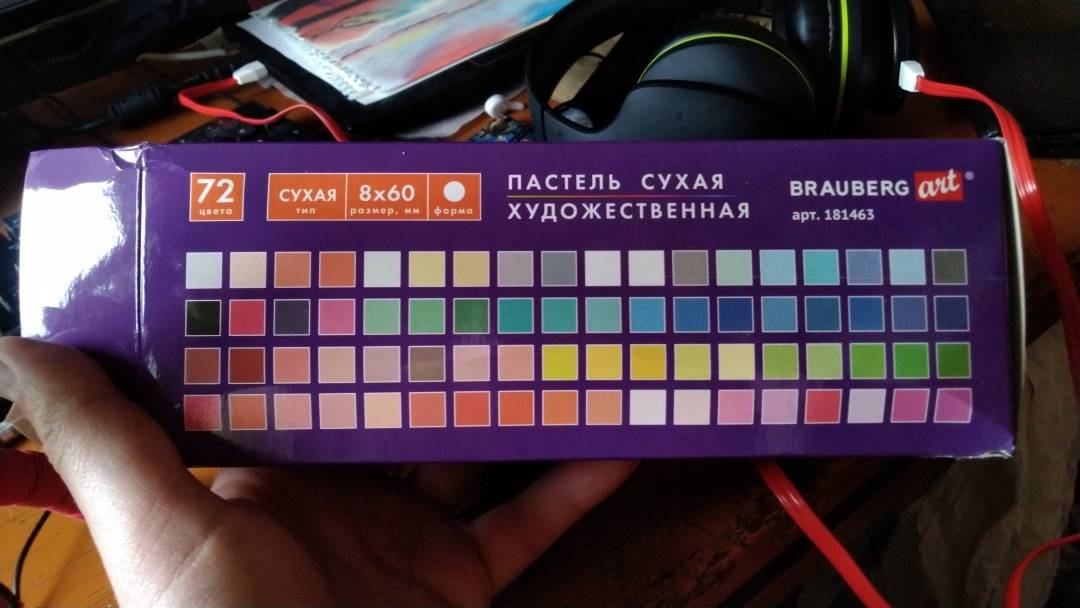 72
цвета
СУХАЯ
тип
8x60
размер, мм
форма
ПАСТЕЛЬ СУХАЯ
ХУДОЖЕСТВЕННАЯ
BRAUBERG art®
арт. 181463